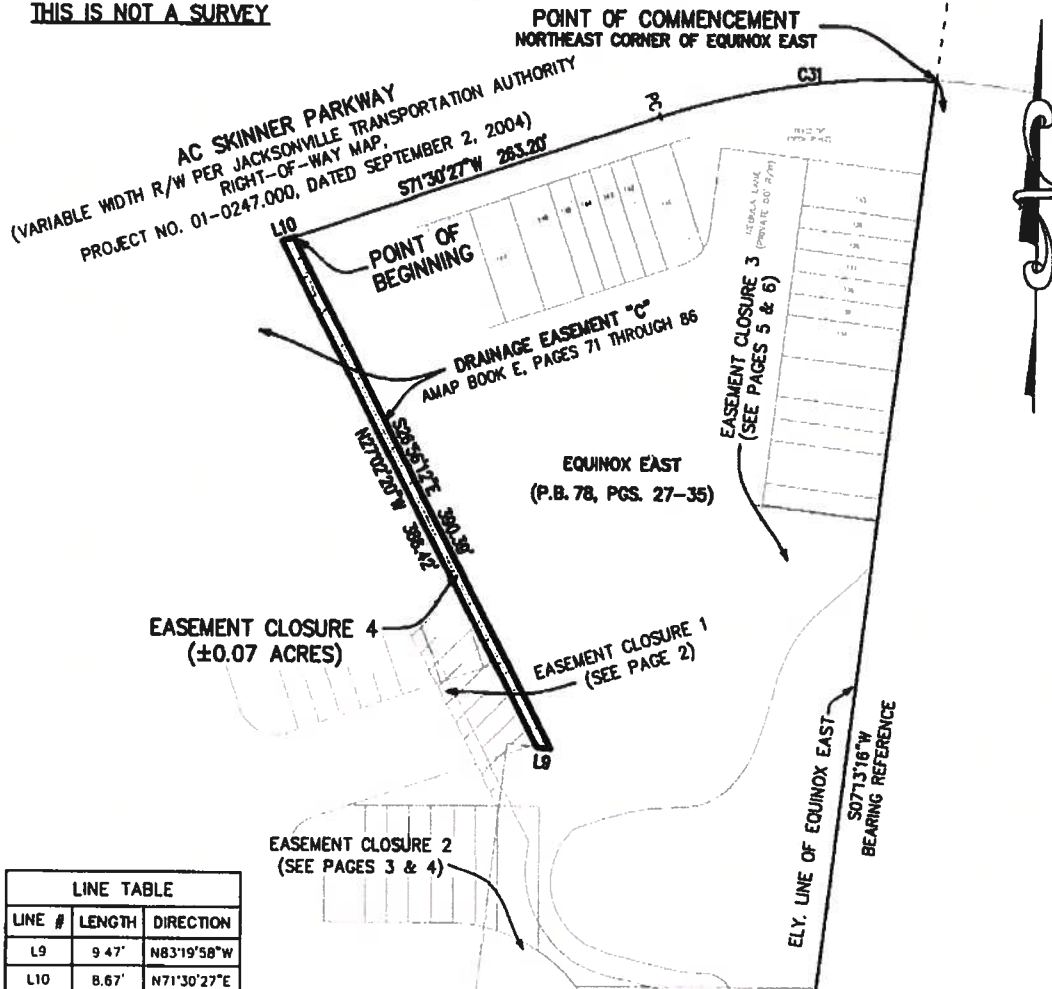 THIS IS NOT A SURVEY
POINT OF COMMENCEMENT
NORTHEAST CORNER OF EQUINOX EAST
AC SKINNER PARKWAY
(VARIABLE WIDTH R/W PER JACKSONVILLE TRANSPORTATION AUTHORITY
RIGHT-OF-WAY MAP,
PROJECT NO. 01-0247.000, DATED SEPTEMBER 2, 2004)
S71°30'27"W 263.20'
PC
C31
L10
POINT OF
BEGINNING
NEBULA LANE
DRAINAGE EASEMENT "C"
AMAP BOOK E, PAGES 71 THROUGH 86
EASEMENT CLOSURE 3
(SEE PAGES 5 & 6)
S26°56'12"E 390.39'
N27°02'20"W 386.42'
EQUINOX EAST
(P.B. 78, PGS. 27-35)
EASEMENT CLOSURE 4
(±0.07 ACRES)
EASEMENT CLOSURE 1
(SEE PAGE 2)
L9
ELY. LINE OF EQUINOX EAST
S07°13'16"W
BEARING REFERENCE
EASEMENT CLOSURE 2
(SEE PAGES 3 & 4)
LINE TABLE
LINE # LENGTH DIRECTION
L9 9.47' N83°19'58"W
L10 8.67' N71°30'27"E